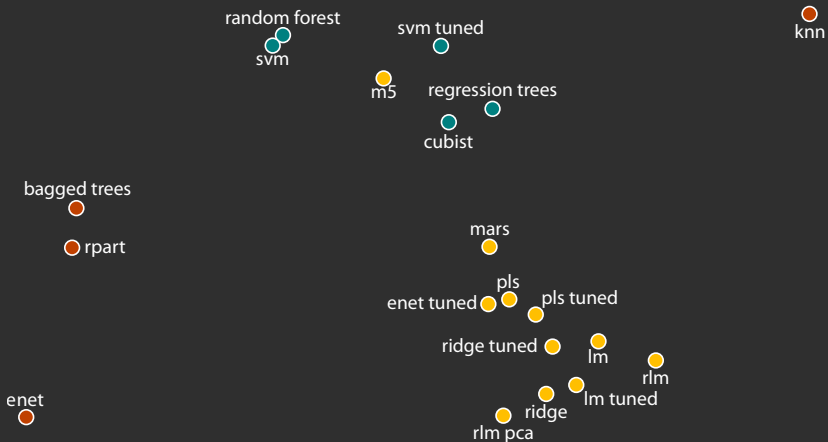 random forest
svm tuned
knn
svm
m5
regression trees
cubist
bagged trees
rpart
mars
pls
enet tuned
pls tuned
ridge tuned
lm
rlm
enet
lm tuned
ridge
rlm pca